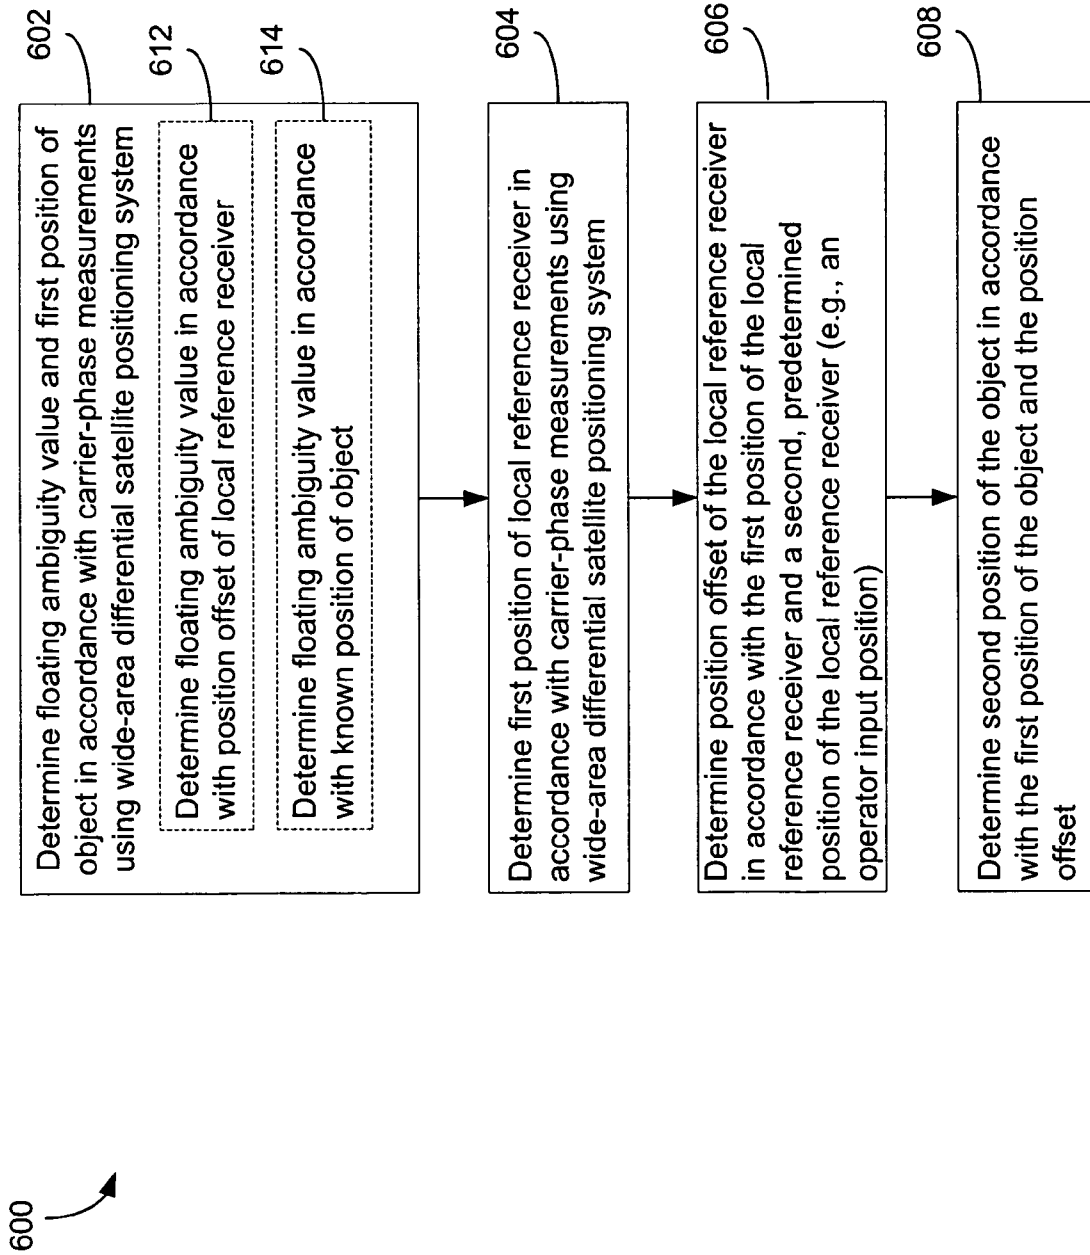 600
602
Determine floating ambiguity value and first position of
object in accordance with carrier-phase measurements
using wide-area differential satellite positioning system
612
Determine floating ambiguity value in accordance
with position offset of local reference receiver
614
Determine floating ambiguity value in accordance
with known position of object
604
Determine first position of local reference receiver in
accordance with carrier-phase measurements using
wide-area differential satellite positioning system
606
Determine position offset of the local reference receiver
in accordance with the first position of the local
reference receiver and a second, predetermined
position of the local reference receiver (e.g., an
operator input position)
608
Determine second position of the object in accordance
with the first position of the object and the position
offset